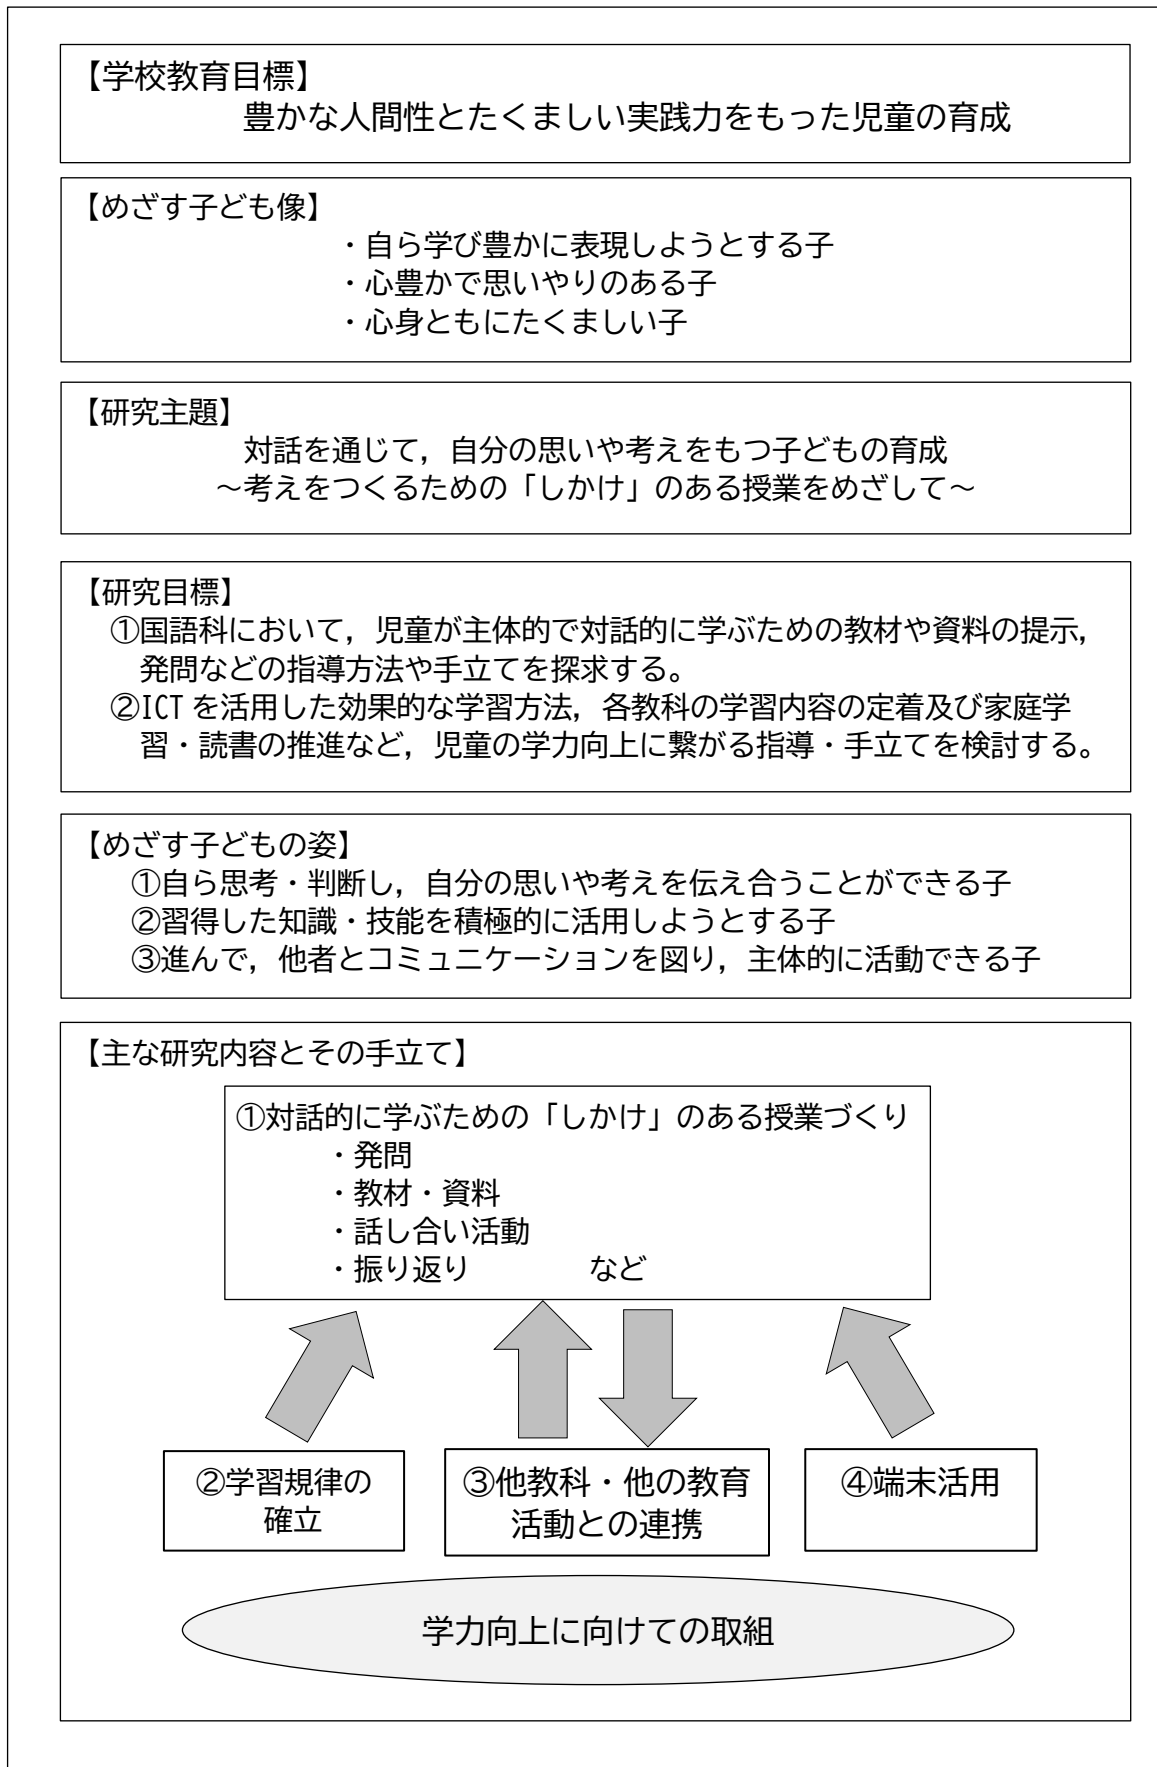 【学校教育目標】
豊かな人間性とたくましい実践力をもった児童の育成
【めざす子ども像】
・自ら学び豊かに表現しようとする子
・心豊かで思いやりのある子
・心身ともにたくましい子
【研究主題】
対話を通じて，自分の思いや考えをもつ子どもの育成
～考えをつくるための「しかけ」のある授業をめざして～
【研究目標】
①国語科において，児童が主体的で対話的に学ぶための教材や資料の提示，
発問などの指導方法や手立てを探求する。
②ICT を活用した効果的な学習方法，各教科の学習内容の定着及び家庭学
習・読書の推進など，児童の学力向上に繋がる指導・手立てを検討する。
【めざす子どもの姿】
①自ら思考・判断し，自分の思いや考えを伝え合うことができる子
②習得した知識・技能を積極的に活用しようとする子
③進んで，他者とコミュニケーションを図り，主体的に活動できる子
【主な研究内容とその手立て】
①対話的に学ぶための「しかけ」のある授業づくり
・発問
・教材・資料
・話し合い活動
・振り返り　　　　など
②学習規律の
確立
③他教科・他の教育
活動との連携
④端末活用
学力向上に向けての取組